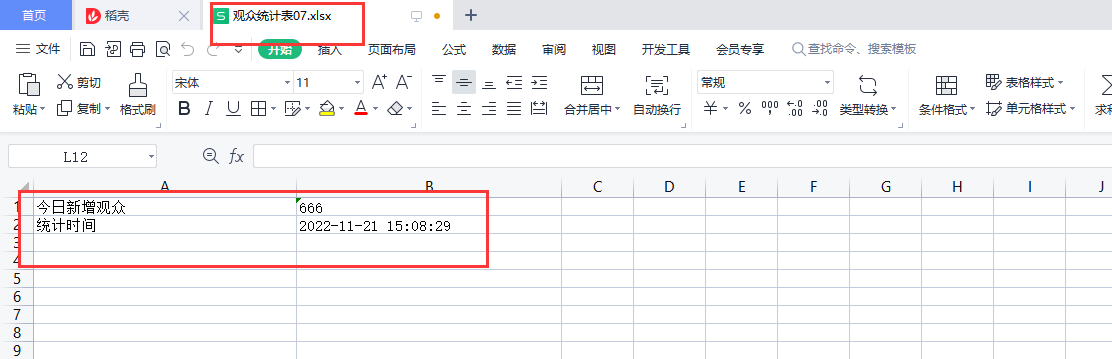 首页 稻壳 S 观众统计表07.xlsx
文件 开始 插入 页面布局 公式 数据 审阅 视图 开发工具 会员专享 查找命令、搜索模板
剪切 宋体 11 A+ A- 常规 表格样式
粘贴 复制 格式刷 B I U A 合并居中 自动换行 ¥ % 000 类型转换 条件格式 单元格样式
L12 fx
A B C D E F G H I J
1 今日新增观众 666
2 统计时间 2022-11-21 15:08:29
3
4
5
6
7
8
9